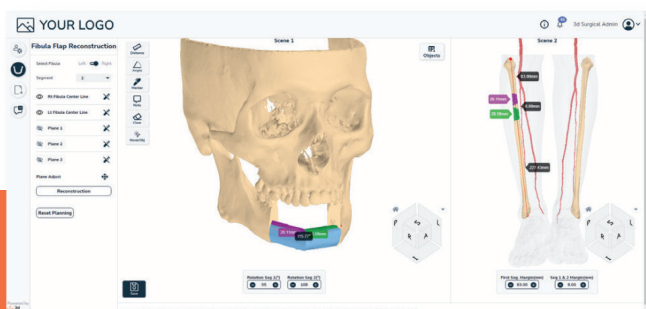 YOUR LOGO
3d Surgical Admin
Fibula Flap Reconstruction
Select Fibula Left Right
Segment 2
Rt Fibula Center Line
Lt Fibula Center Line
Plane 1
Plane 2
Plane 3
Plane Adjust
Reconstruction
Reset Planning
Distance
Angle
Marker
Note
Clear
Hierarchy
Save
Scene 1
Objects
Rotation Seg 1(°) Rotation Seg 2(°)
55 108
Scene 2
First Seg. Margin(mm) Seg 1 & 2 Margin(mm)
63.00 8.00